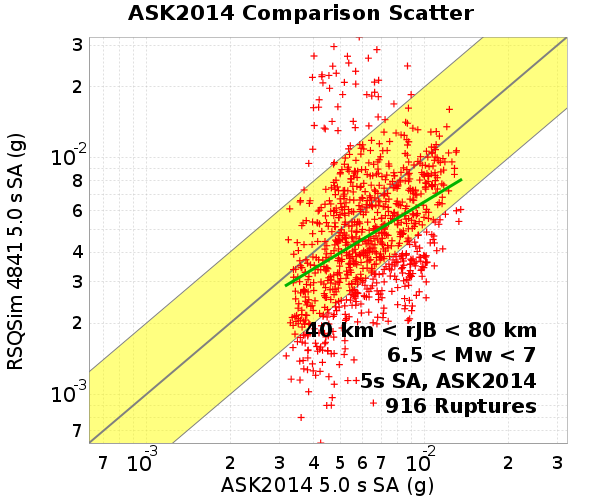 ASK2014 Comparison Scatter
RSQSim 4841 5.0 s SA (g)
3
2
10⁻²
8
6
4
3
2
10⁻³
7
40 km < rJB < 80 km
6.5 < Mw < 7
5s SA, ASK2014
916 Ruptures
7 10⁻³ 2 3 4 5 6 7 10⁻² 2 3
ASK2014 5.0 s SA (g)